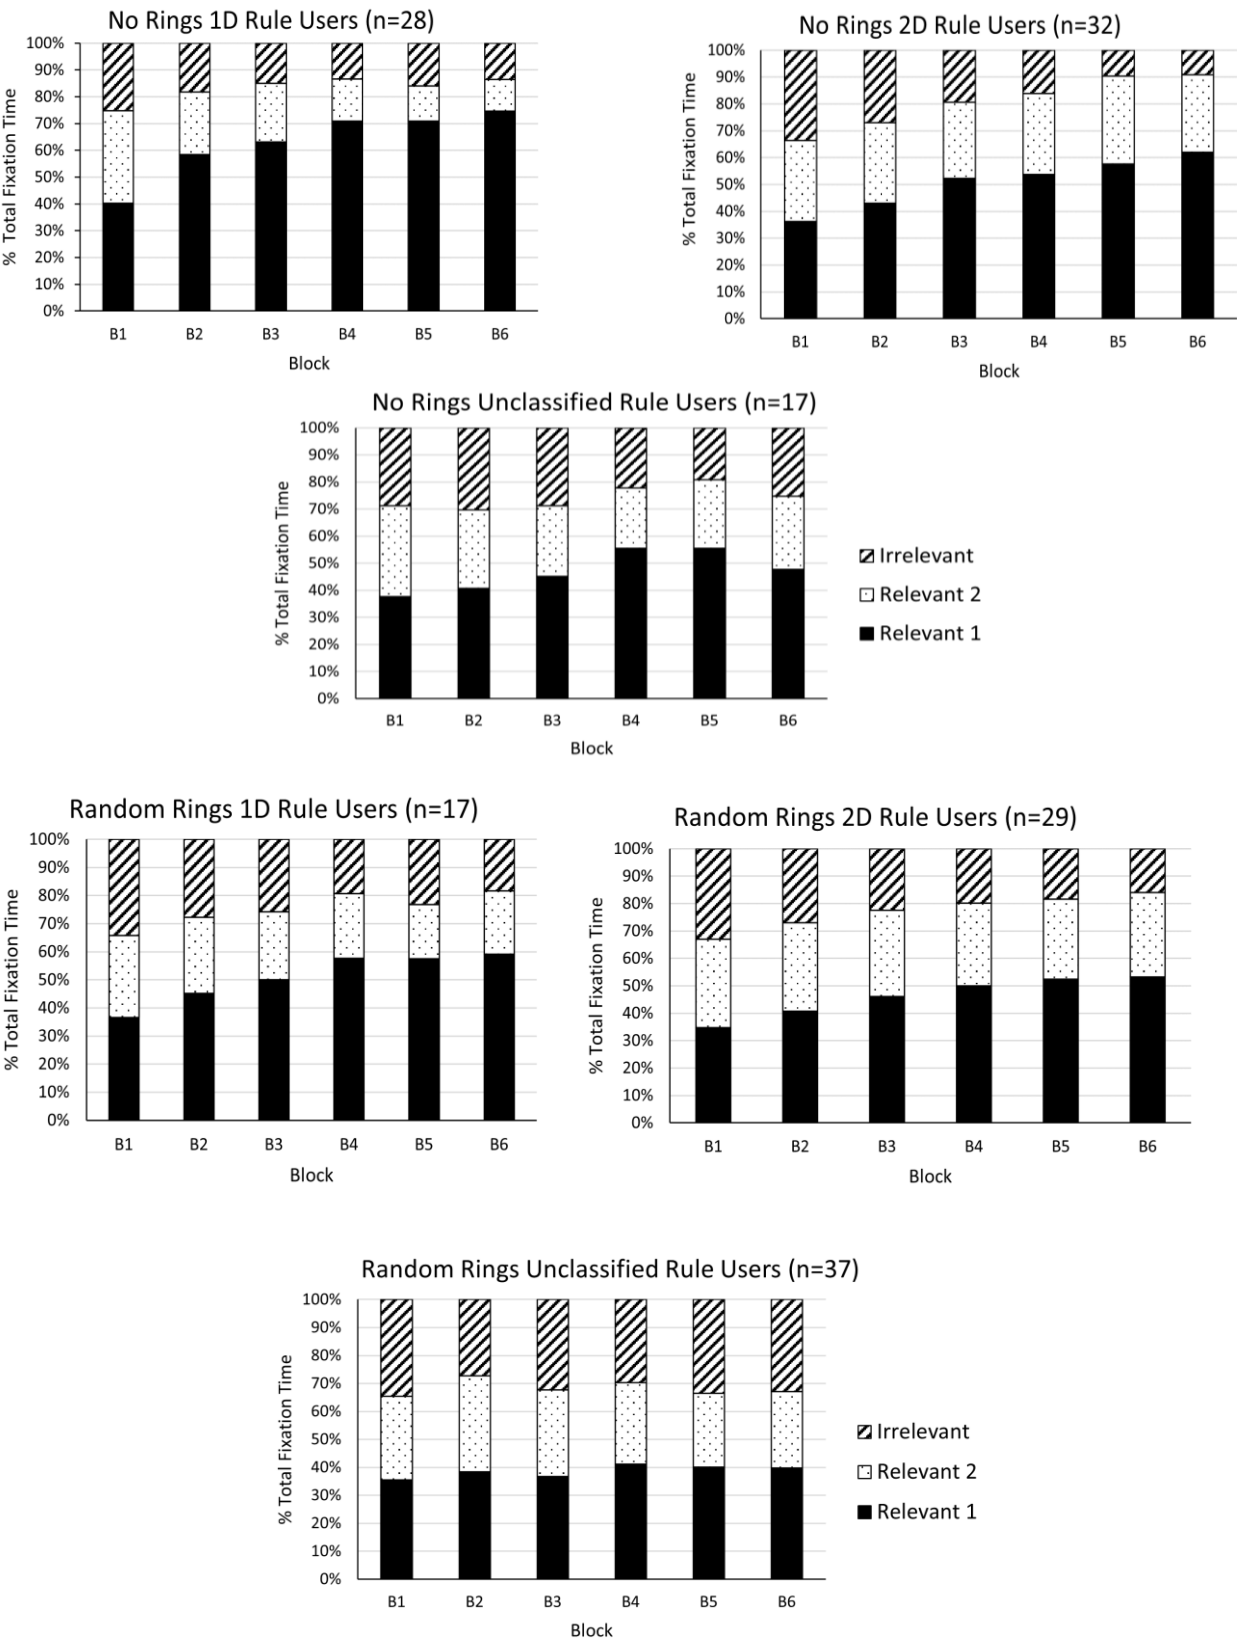 No Rings 1D Rule Users (n=28)
% Total Fixation Time
100%
90%
80%
70%
60%
50%
40%
30%
20%
10%
0%
B1 B2 B3 B4 B5 B6
Block
No Rings 2D Rule Users (n=32)
% Total Fixation Time
100%
90%
80%
70%
60%
50%
40%
30%
20%
10%
0%
B1 B2 B3 B4 B5 B6
Block
No Rings Unclassified Rule Users (n=17)
% Total Fixation Time
100%
90%
80%
70%
60%
50%
40%
30%
20%
10%
0%
B1 B2 B3 B4 B5 B6
Block
Irrelevant
Relevant 2
Relevant 1
Random Rings 1D Rule Users (n=17)
% Total Fixation Time
100%
90%
80%
70%
60%
50%
40%
30%
20%
10%
0%
B1 B2 B3 B4 B5 B6
Block
Random Rings 2D Rule Users (n=29)
% Total Fixation Time
100%
90%
80%
70%
60%
50%
40%
30%
20%
10%
0%
B1 B2 B3 B4 B5 B6
Block
Random Rings Unclassified Rule Users (n=37)
% Total Fixation Time
100%
90%
80%
70%
60%
50%
40%
30%
20%
10%
0%
B1 B2 B3 B4 B5 B6
Block
Irrelevant
Relevant 2
Relevant 1